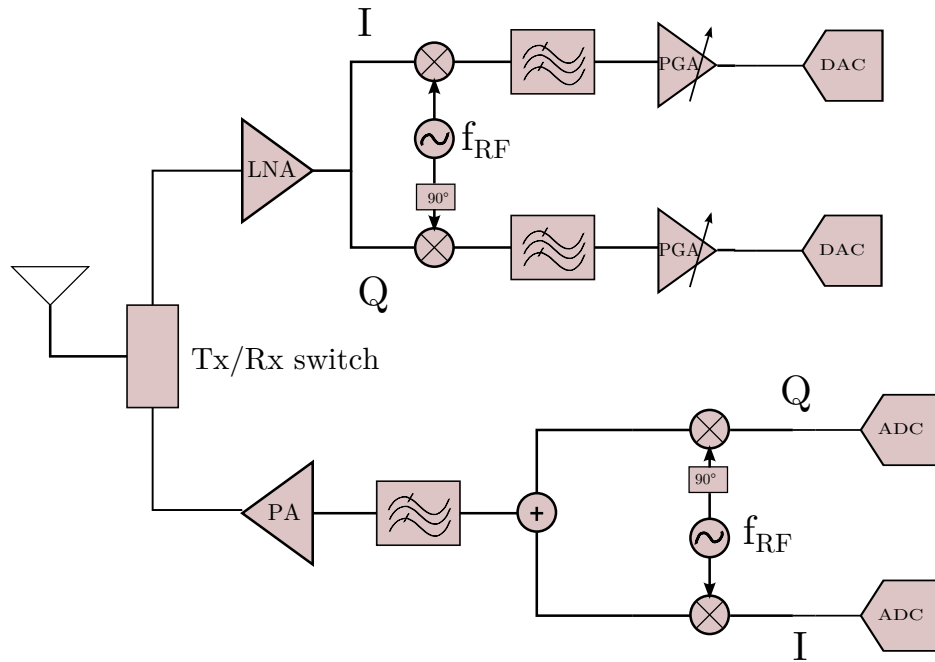 I
PGA
DAC
f_RF
LNA
90°
PGA
DAC
Q
Tx/Rx switch
Q
ADC
90°
PA
+
f_RF
ADC
I